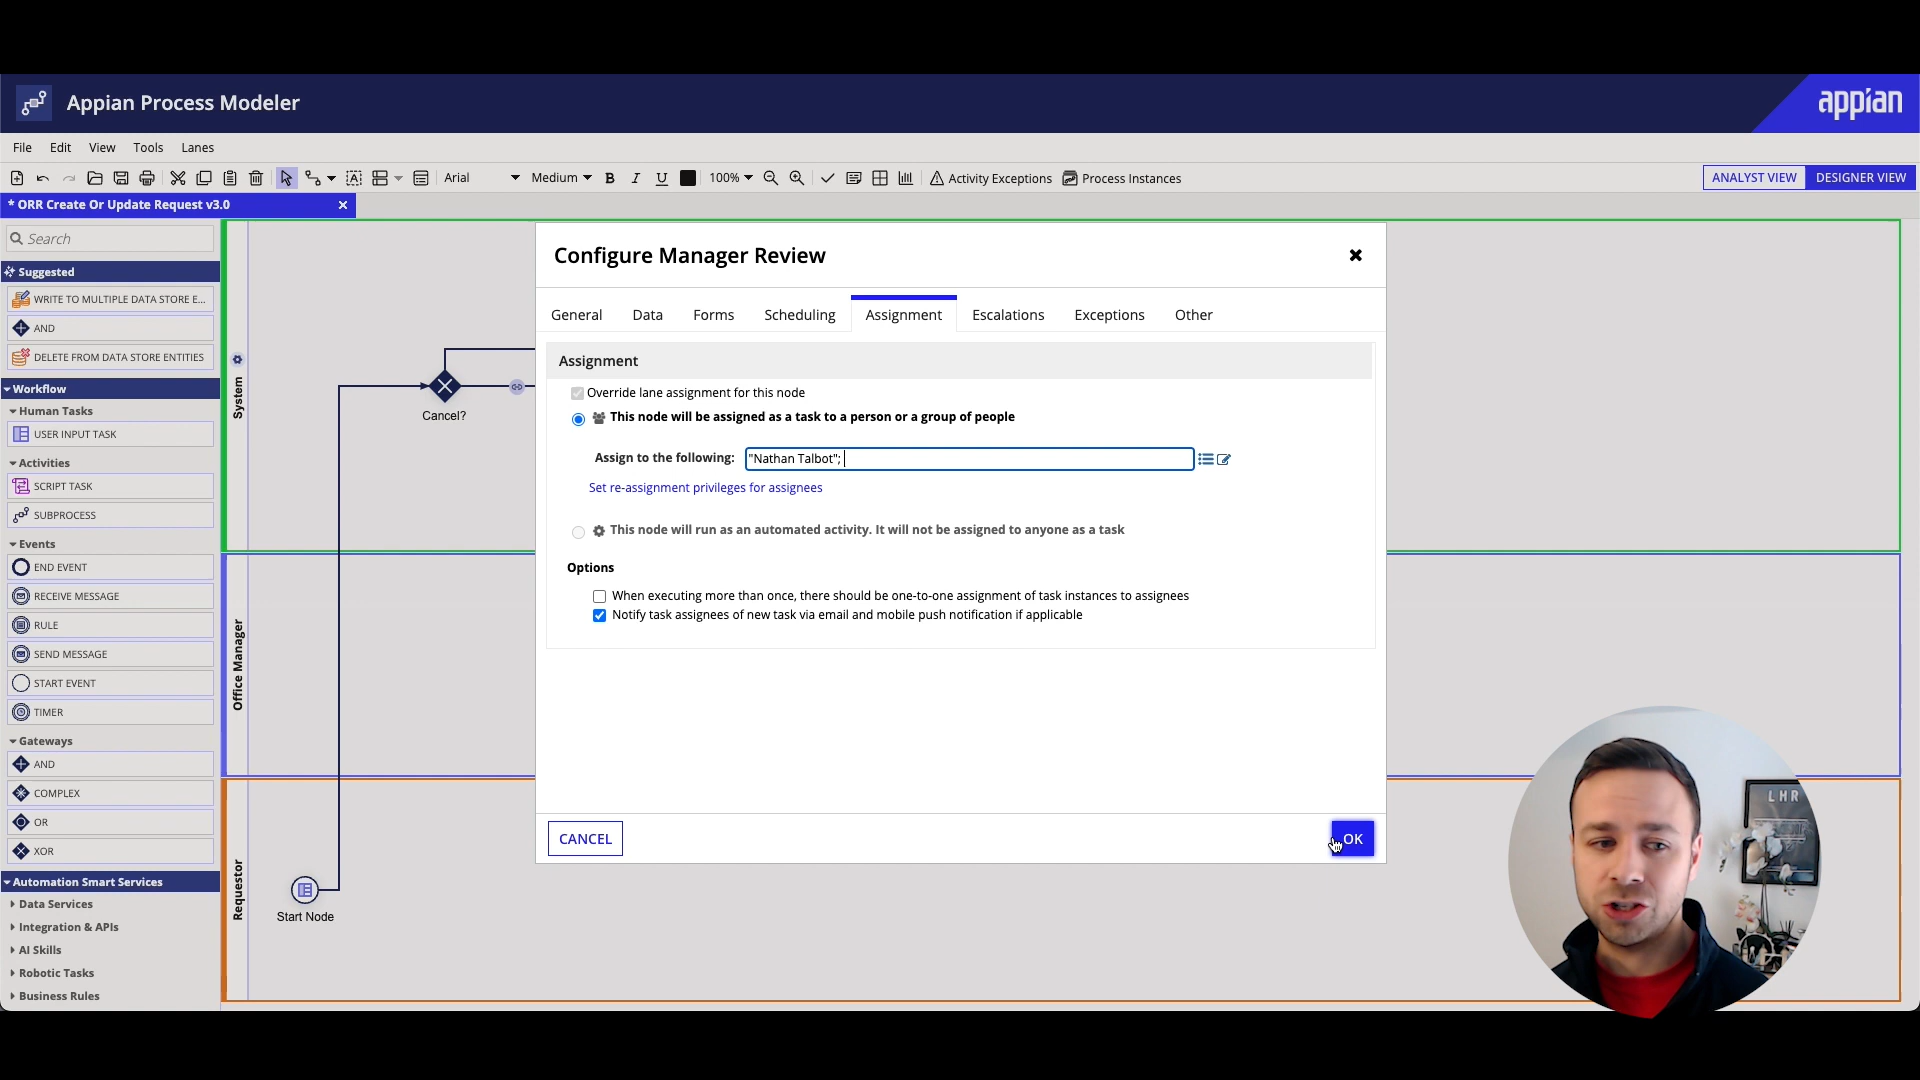 Appian Process Modeler
appian
File Edit View Tools Lanes
Arial Medium 100% Activity Exceptions Process Instances ANALYST VIEW DESIGNER VIEW
* ORR Create Or Update Request v3.0
Search
Suggested
WRITE TO MULTIPLE DATA STORE E...
AND
DELETE FROM DATA STORE ENTITIES
Workflow
Human Tasks
USER INPUT TASK
Activities
SCRIPT TASK
SUBPROCESS
Events
END EVENT
RECEIVE MESSAGE
RULE
SEND MESSAGE
START EVENT
TIMER
Gateways
AND
COMPLEX
OR
XOR
Automation Smart Services
Data Services
Integration & APIs
AI Skills
Robotic Tasks
Business Rules
System
Cancel?
Office Manager
Requestor
Start Node
Configure Manager Review
General Data Forms Scheduling Assignment Escalations Exceptions Other
Assignment
Override lane assignment for this node
This node will be assigned as a task to a person or a group of people
Assign to the following: "Nathan Talbot";
Set re-assignment privileges for assignees
This node will run as an automated activity. It will not be assigned to anyone as a task
Options
When executing more than once, there should be one-to-one assignment of task instances to assignees
Notify task assignees of new task via email and mobile push notification if applicable
CANCEL OK
LHR